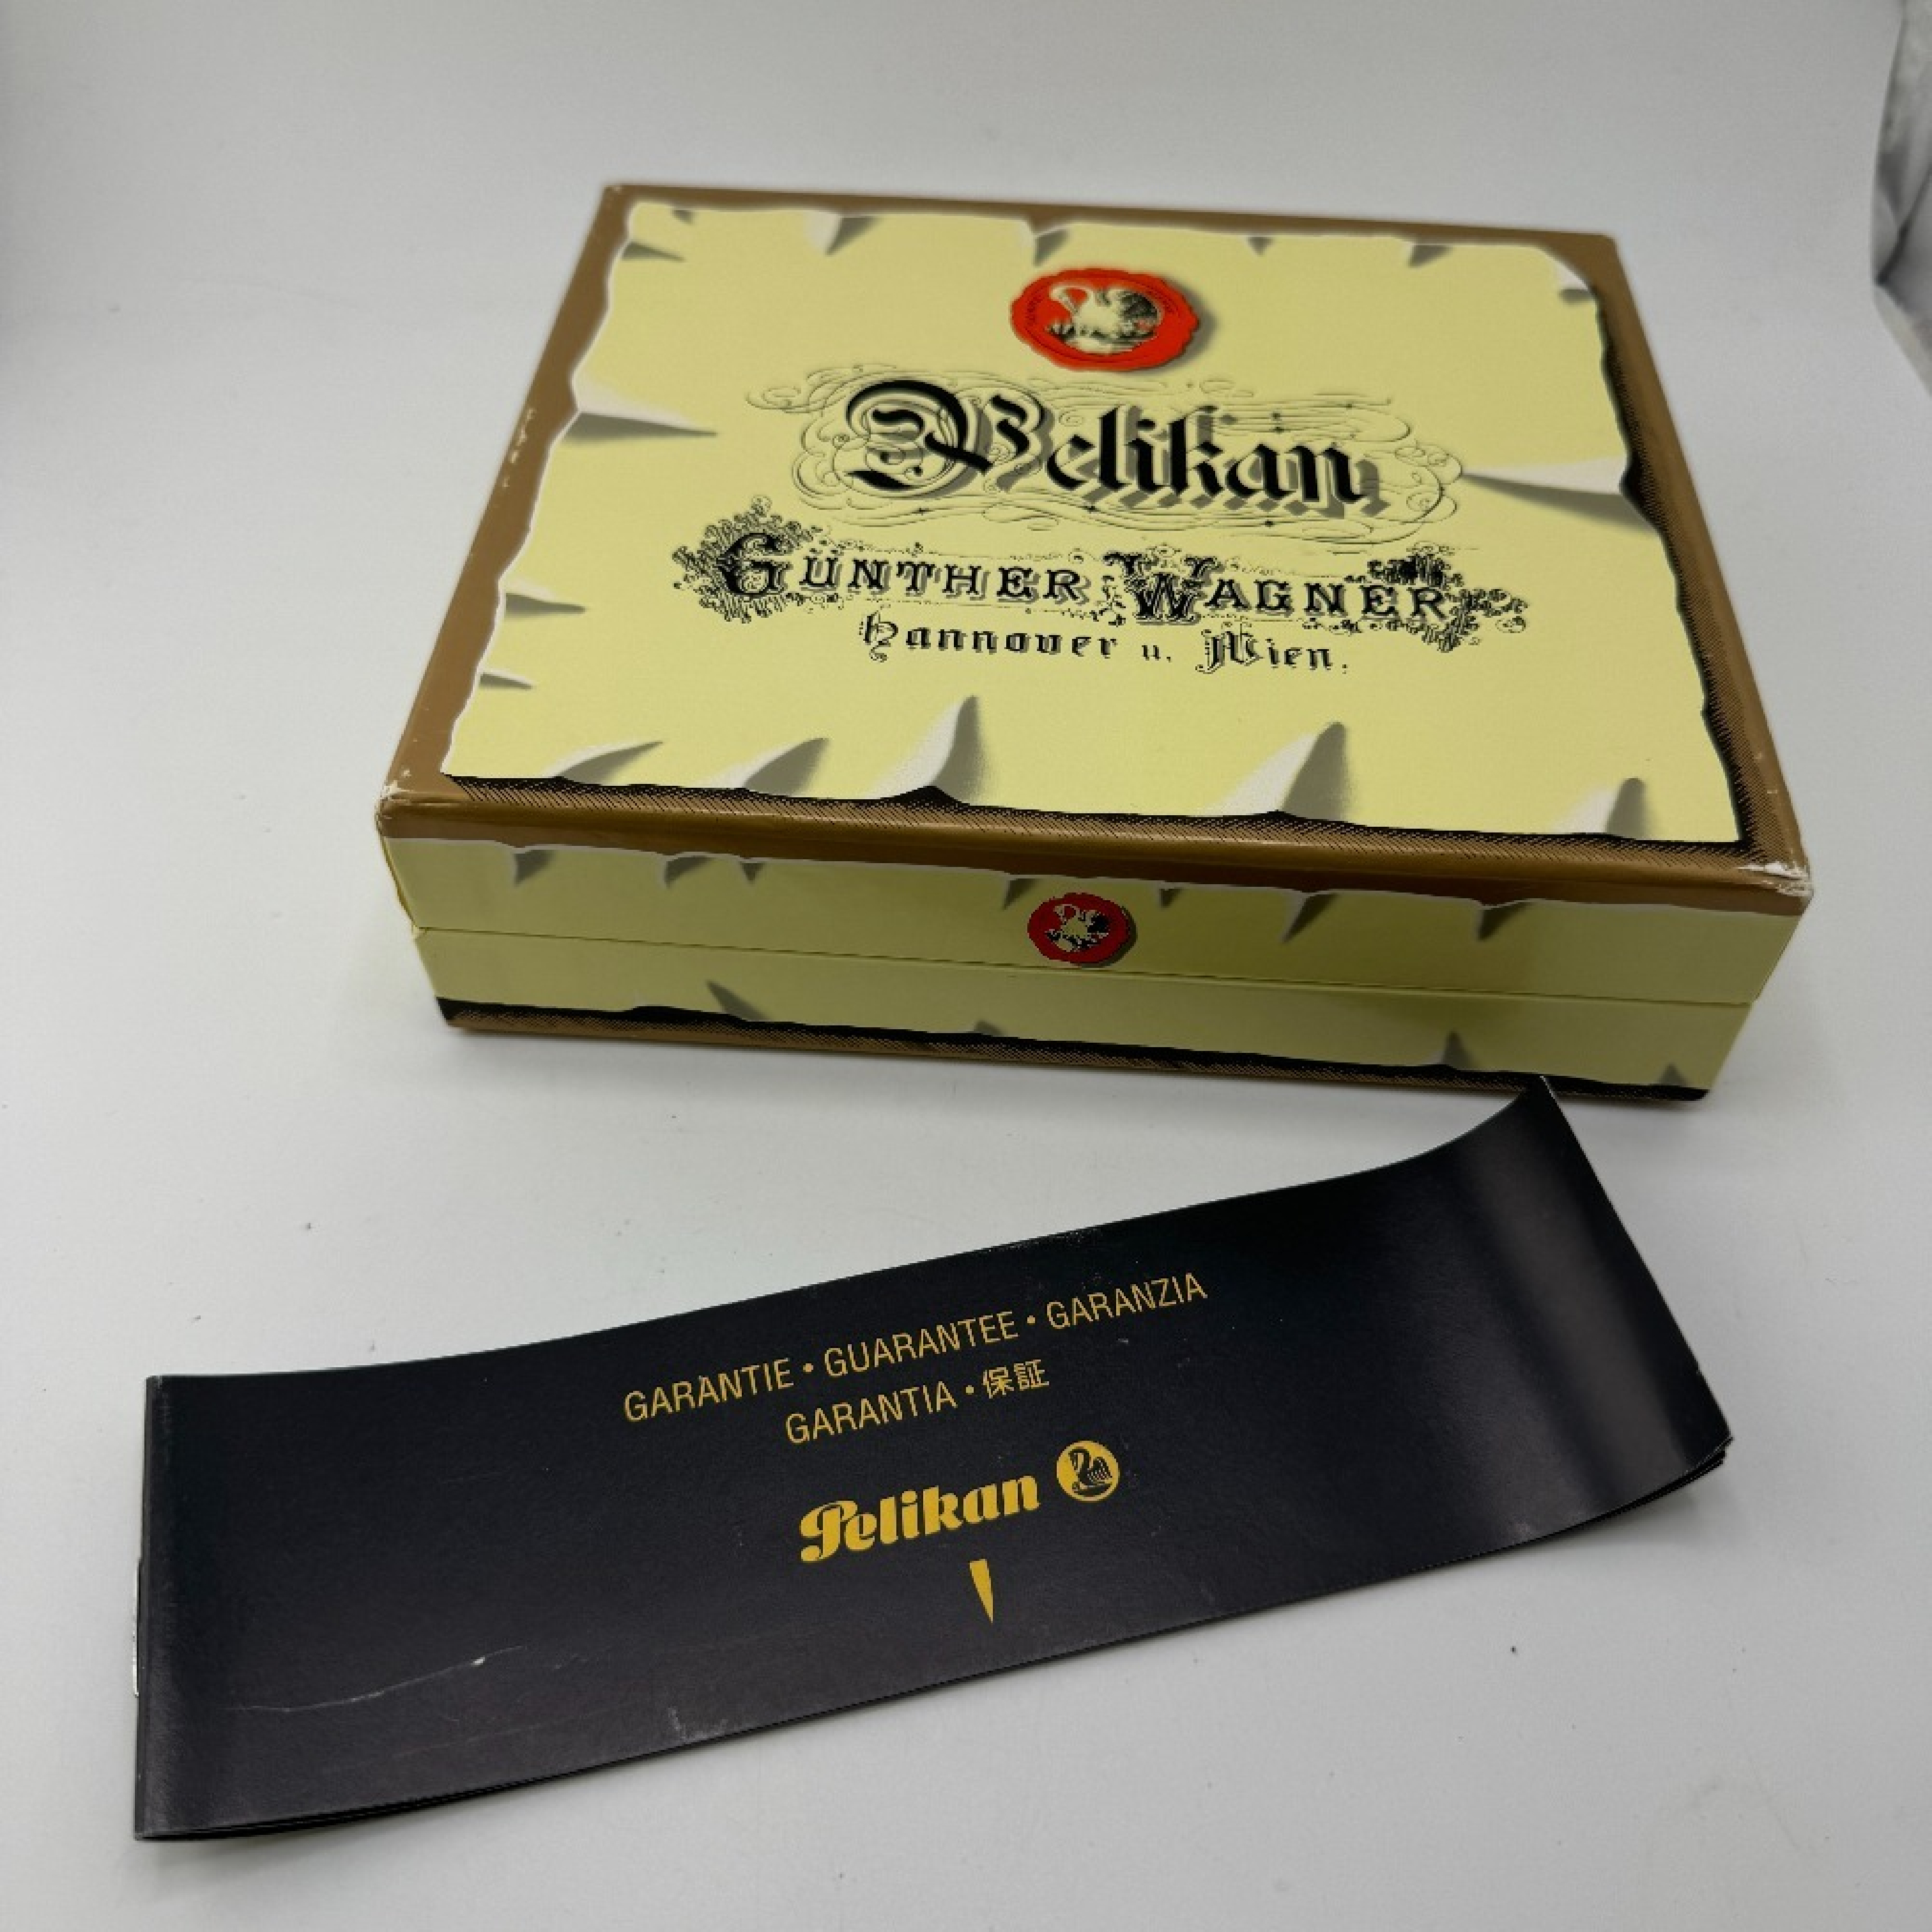 Pelikan
GÜNTHER WAGNER
Hannover u. Wien.
GARANTIE • GUARANTEE • GARANZIA
GARANTIA • 保証
Pelikan